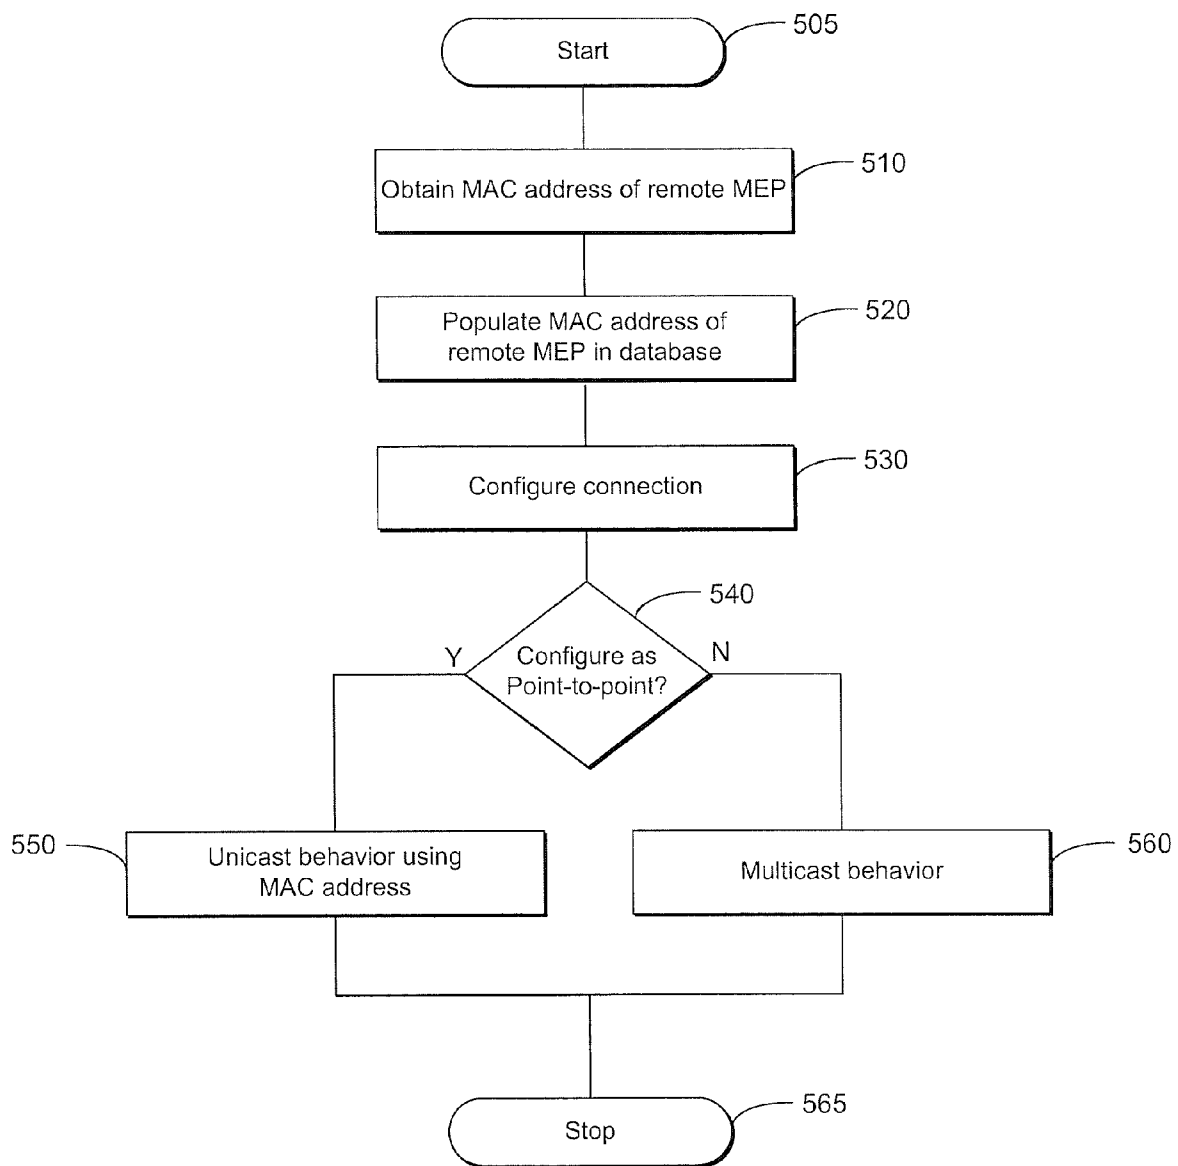 Start
505
Obtain MAC address of remote MEP
510
Populate MAC address of
remote MEP in database
520
Configure connection
530
540
Configure as
Point-to-point?
Y
N
550
Unicast behavior using
MAC address
Multicast behavior
560
Stop
565